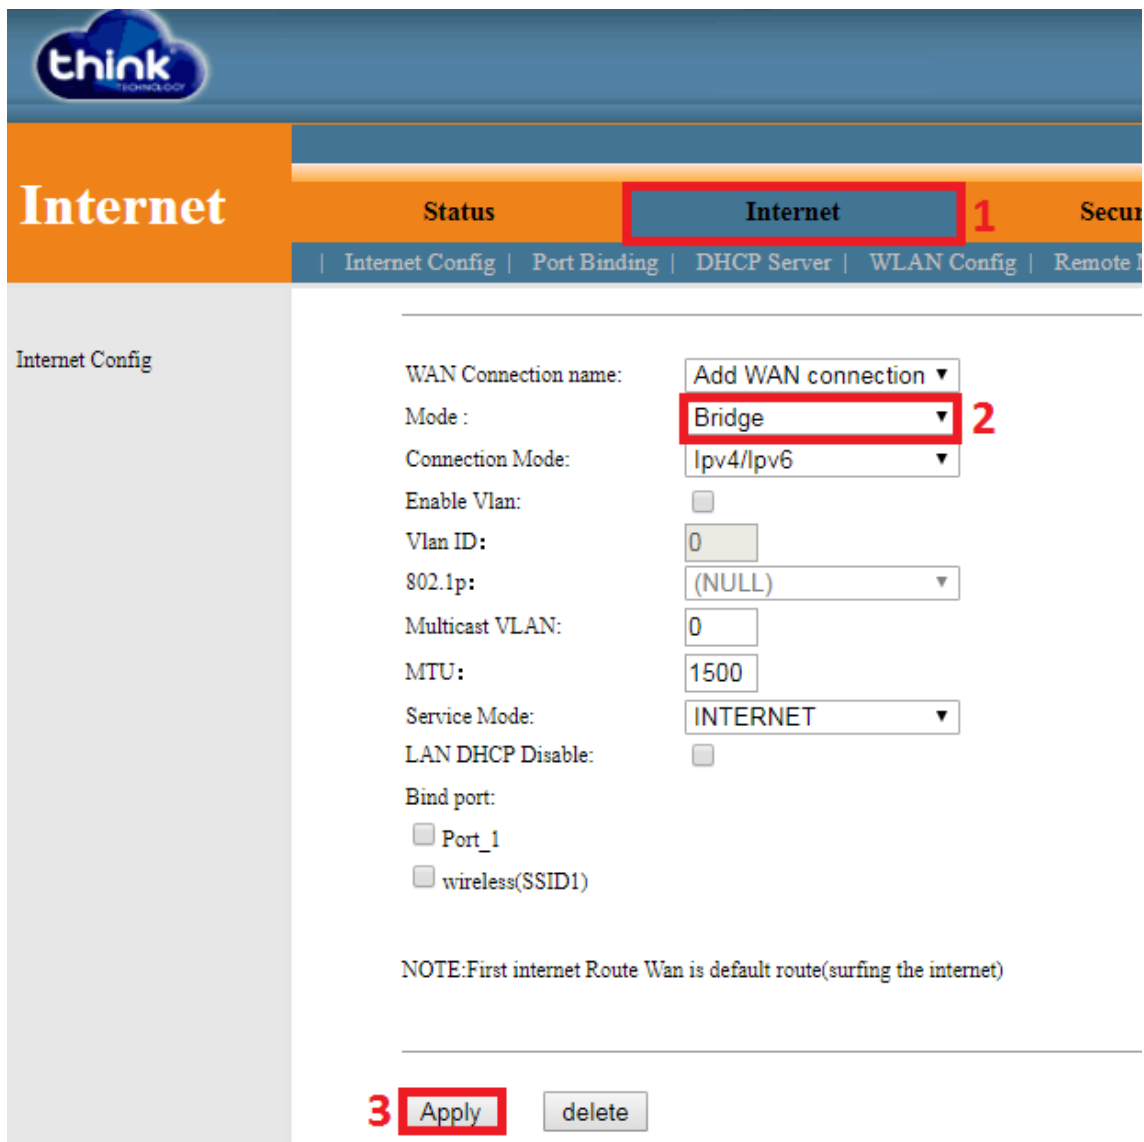 think
TECHNOLOGY
Internet
Status Internet 1 Secur
| Internet Config | Port Binding | DHCP Server | WLAN Config | Remote
Internet Config
WAN Connection name: Add WAN connection
Mode : Bridge 2
Connection Mode: Ipv4/Ipv6
Enable Vlan:
Vlan ID: 0
802.1p: (NULL)
Multicast VLAN: 0
MTU: 1500
Service Mode: INTERNET
LAN DHCP Disable:
Bind port:
Port_1
wireless(SSID1)
NOTE:First internet Route Wan is default route(surfing the internet)
3 Apply delete